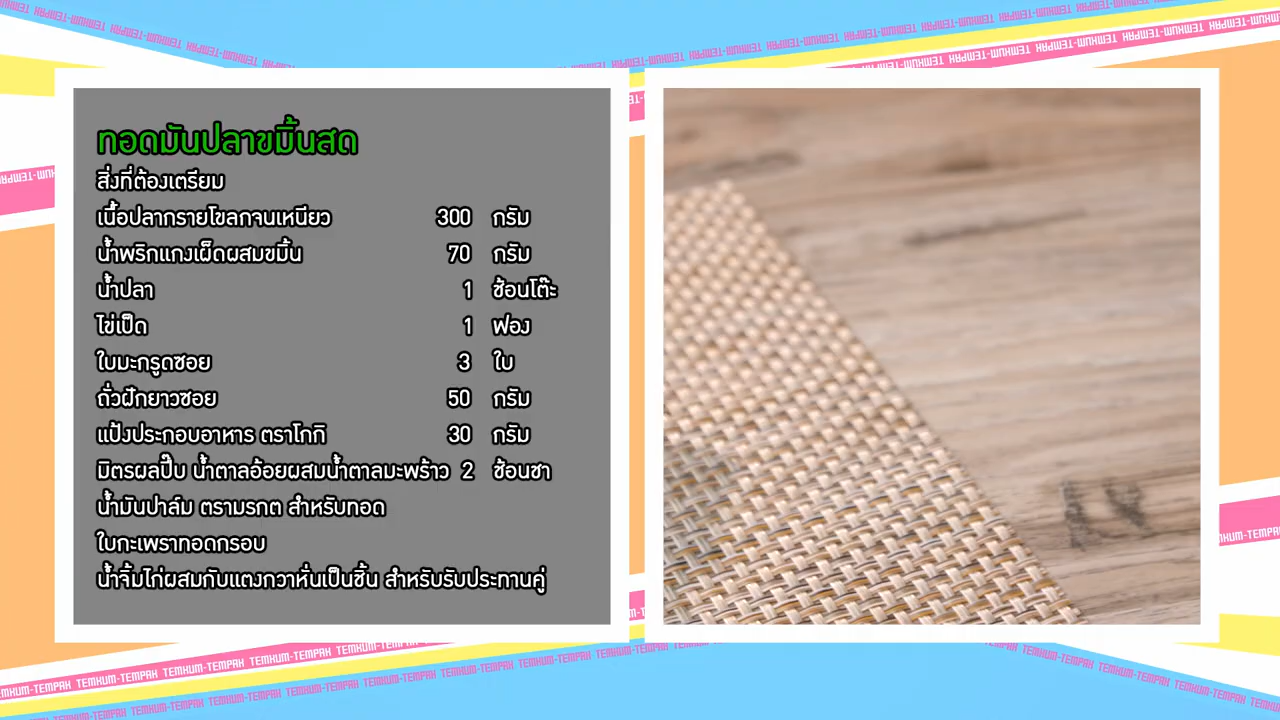 ทอดมันปลาขมิ้นสด
สิ่งที่ต้องเตรียม
เนื้อปลากรายโขลกจนเหนียว 300 กรัม
น้ำพริกแกงเผ็ดผสมขมิ้น 70 กรัม
น้ำปลา 1 ช้อนโต๊ะ
ไข่เป็ด 1 ฟอง
ใบมะกรูดซอย 3 ใบ
ถั่วฝักยาวซอย 50 กรัม
แป้งประกอบอาหาร ตราโกกิ 30 กรัม
มิตรผลปี๊บ น้ำตาลอ้อยผสมน้ำตาลมะพร้าว 2 ช้อนชา
น้ำมันปาล์ม ตรามรกต สำหรับทอด
ใบกะเพราทอดกรอบ
น้ำจิ้มไก่ผสมกับแตงกวาหั่นเป็นชิ้น สำหรับรับประทานคู่
TEMKUM-TEMPAK TEMKUM-TEMPAK TEMKUM-TEMPAK TEMKUM-TEMPAK